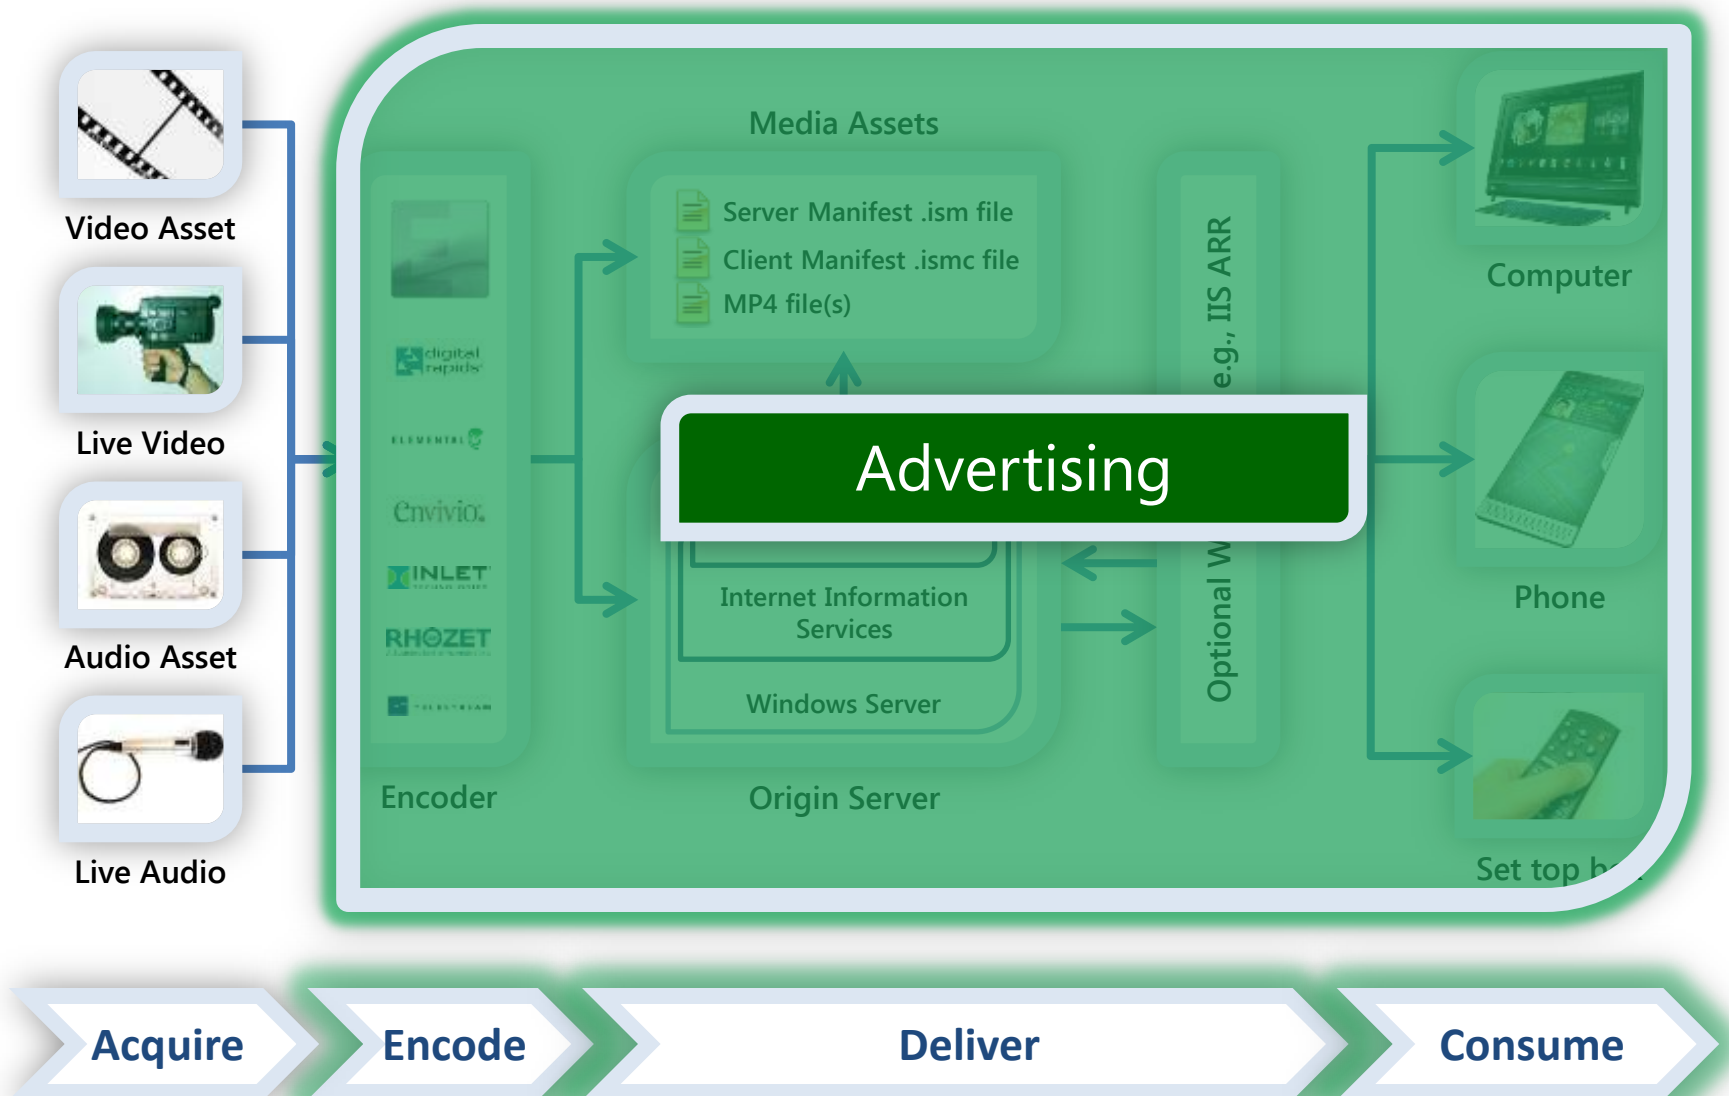 Video Asset
Live Video
Audio Asset
Live Audio
digital
rapids
ELEMENTAL
envivio
INLET
RHOZET
Encoder
Media Assets
Server Manifest .ism file
Client Manifest .ismc file
MP4 file(s)
Advertising
Internet Information
Services
Windows Server
Origin Server
Optional
e.g., IIS ARR
Computer
Phone
Set top
Acquire
Encode
Deliver
Consume